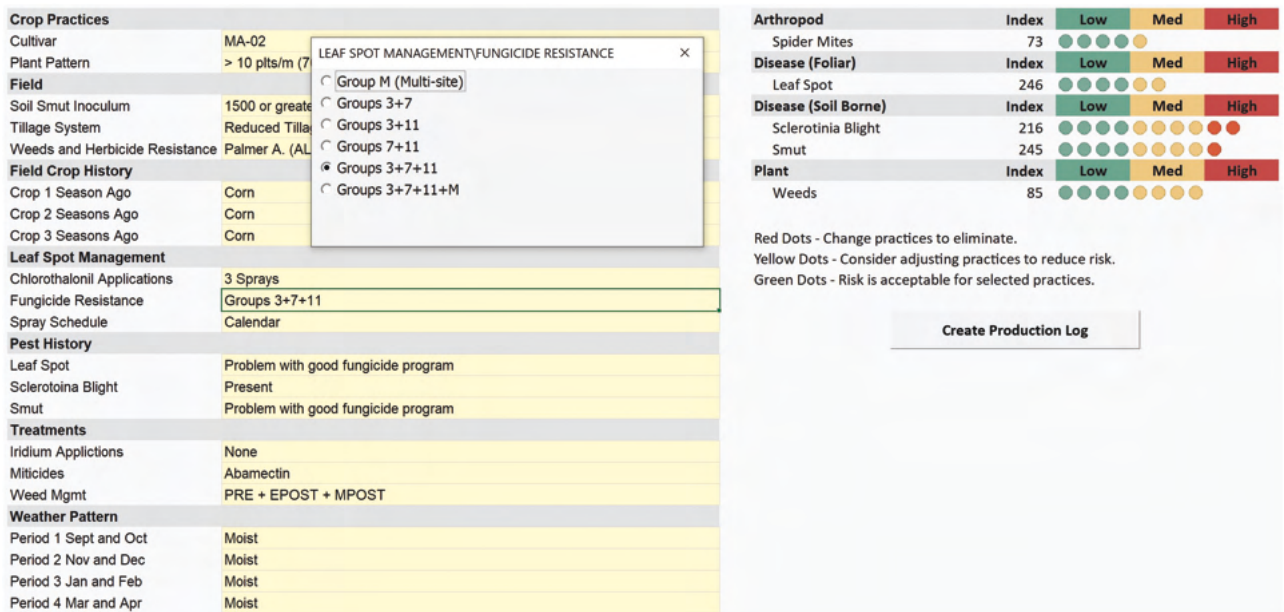 Crop Practices
Cultivar MA-02
Plant Pattern > 10 plts/m (7
Field
Soil Smut Inoculum 1500 or greate
Tillage System Reduced Tilla
Weeds and Herbicide Resistance Palmer A. (AL
Field Crop History
Crop 1 Season Ago Corn
Crop 2 Seasons Ago Corn
Crop 3 Seasons Ago Corn
Leaf Spot Management
Chlorothalonil Applications 3 Sprays
Fungicide Resistance Groups 3+7+11
Spray Schedule Calendar
Pest History
Leaf Spot Problem with good fungicide program
Sclerotoina Blight Present
Smut Problem with good fungicide program
Treatments
Iridium Applictions None
Miticides Abamectin
Weed Mgmt PRE + EPOST + MPOST
Weather Pattern
Period 1 Sept and Oct Moist
Period 2 Nov and Dec Moist
Period 3 Jan and Feb Moist
Period 4 Mar and Apr Moist
LEAF SPOT MANAGEMENT\FUNGICIDE RESISTANCE
Group M (Multi-site)
Groups 3+7
Groups 3+11
Groups 7+11
Groups 3+7+11
Groups 3+7+11+M
Arthropod Index Low Med High
Spider Mites 73
Disease (Foliar) Index Low Med High
Leaf Spot 246
Disease (Soil Borne) Index Low Med High
Sclerotinia Blight 216
Smut 245
Plant Index Low Med High
Weeds 85
Red Dots - Change practices to eliminate.
Yellow Dots - Consider adjusting practices to reduce risk.
Green Dots - Risk is acceptable for selected practices.
Create Production Log